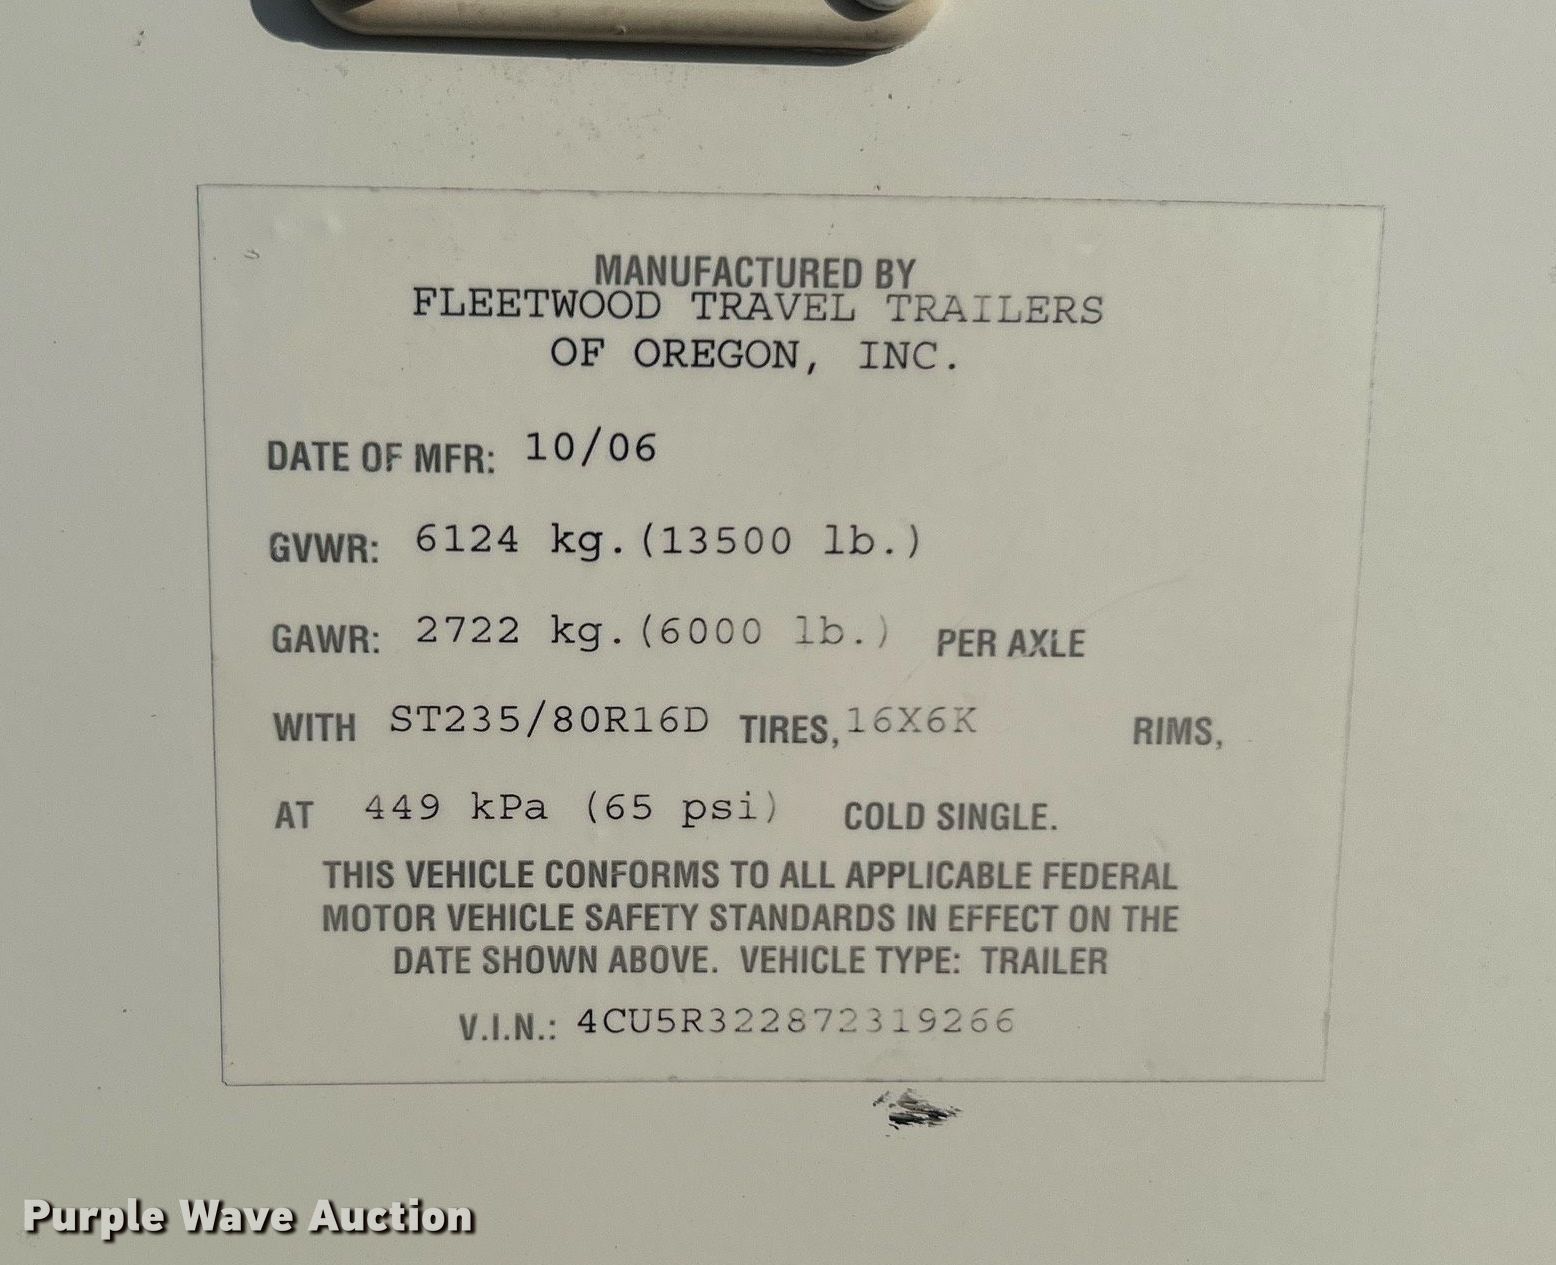 MANUFACTURED BY
FLEETWOOD TRAVEL TRAILERS
OF OREGON, INC.
DATE OF MFR: 10/06
GVWR: 6124 kg.(13500 lb.)
GAWR: 2722 kg.(6000 lb.) PER AXLE
WITH ST235/80R16D TIRES, 16X6K RIMS,
AT 449 kPa (65 psi) COLD SINGLE.
THIS VEHICLE CONFORMS TO ALL APPLICABLE FEDERAL
MOTOR VEHICLE SAFETY STANDARDS IN EFFECT ON THE
DATE SHOWN ABOVE. VEHICLE TYPE: TRAILER
V.I.N.: 4CU5R322872319266
Purple Wave Auction